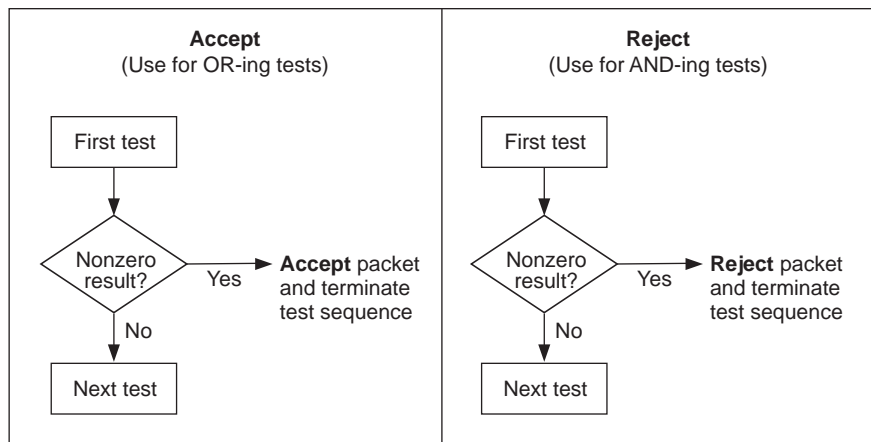 Accept
(Use for OR-ing tests)
First test
Nonzero
result?
Yes
Accept packet
and terminate
test sequence
No
Next test
Reject
(Use for AND-ing tests)
First test
Nonzero
result?
Yes
Reject packet
and terminate
test sequence
No
Next test